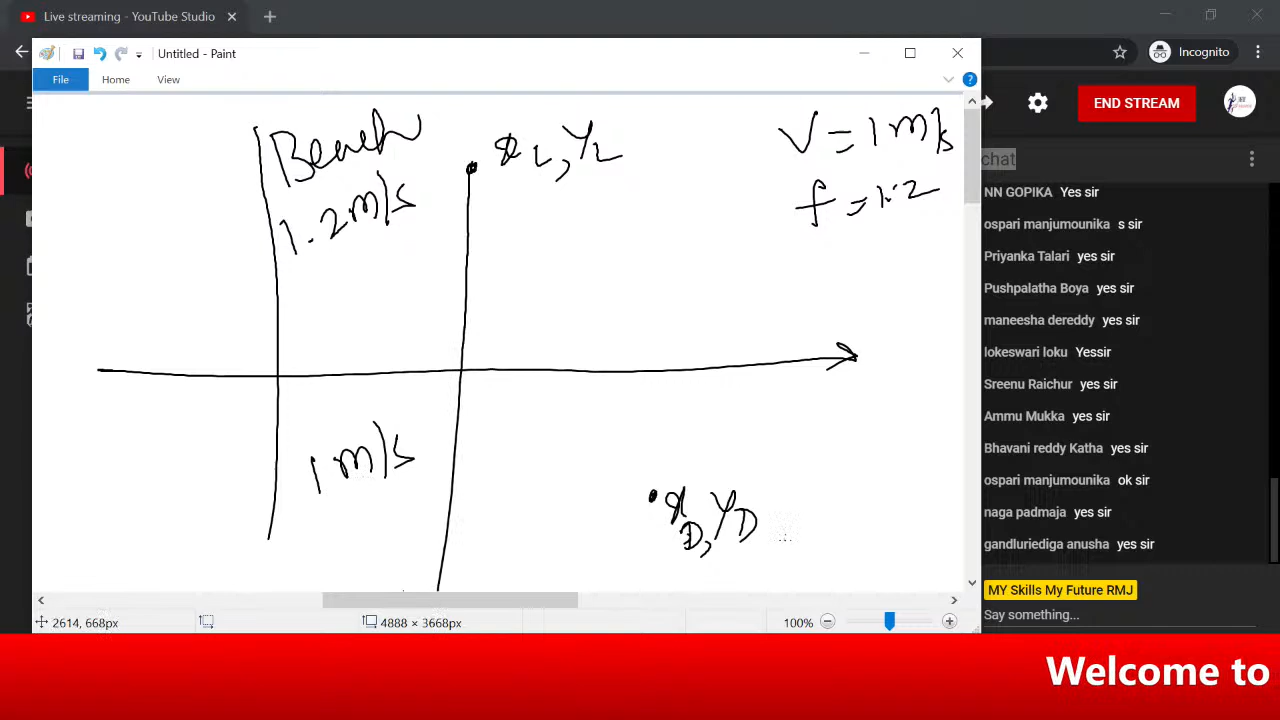 Live streaming - YouTube Studio
Incognito
Untitled - Paint
File Home View
END STREAM
Beach
1.2 m/s
x L, Y L
V = 1 m/s
f = 1.2
1 m/s
x D, Y D
chat
NN GOPIKA Yes sir
ospari manjumounika s sir
Priyanka Talari yes sir
Pushpalatha Boya yes sir
maneesha dereddy yes sir
lokeswari loku Yessir
Sreenu Raichur yes sir
Ammu Mukka yes sir
Bhavani reddy Katha yes sir
ospari manjumounika ok sir
naga padmaja yes sir
gandluriediga anusha yes sir
MY Skills My Future RMJ
Say something...
2614, 668px
4888 × 3668px
100%
Welcome to